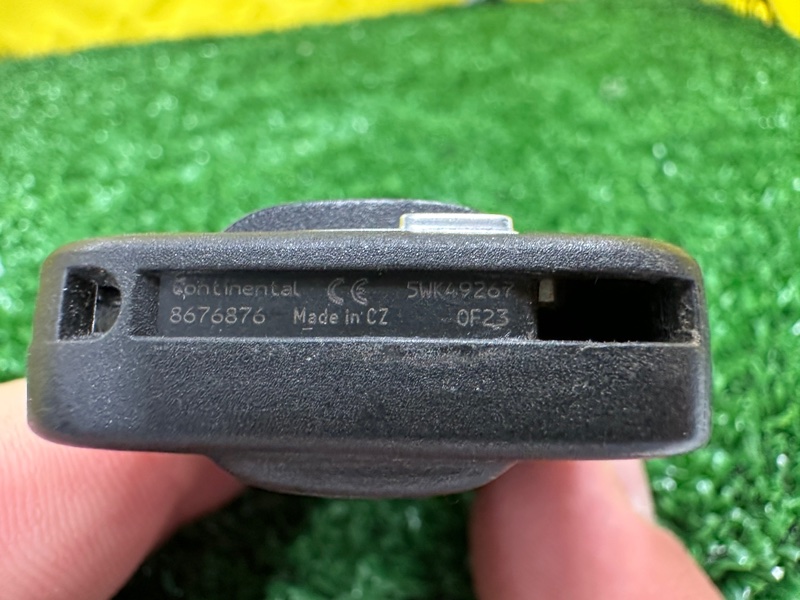 Continental CE 5WK49267
8676876 Made in CZ 0F23